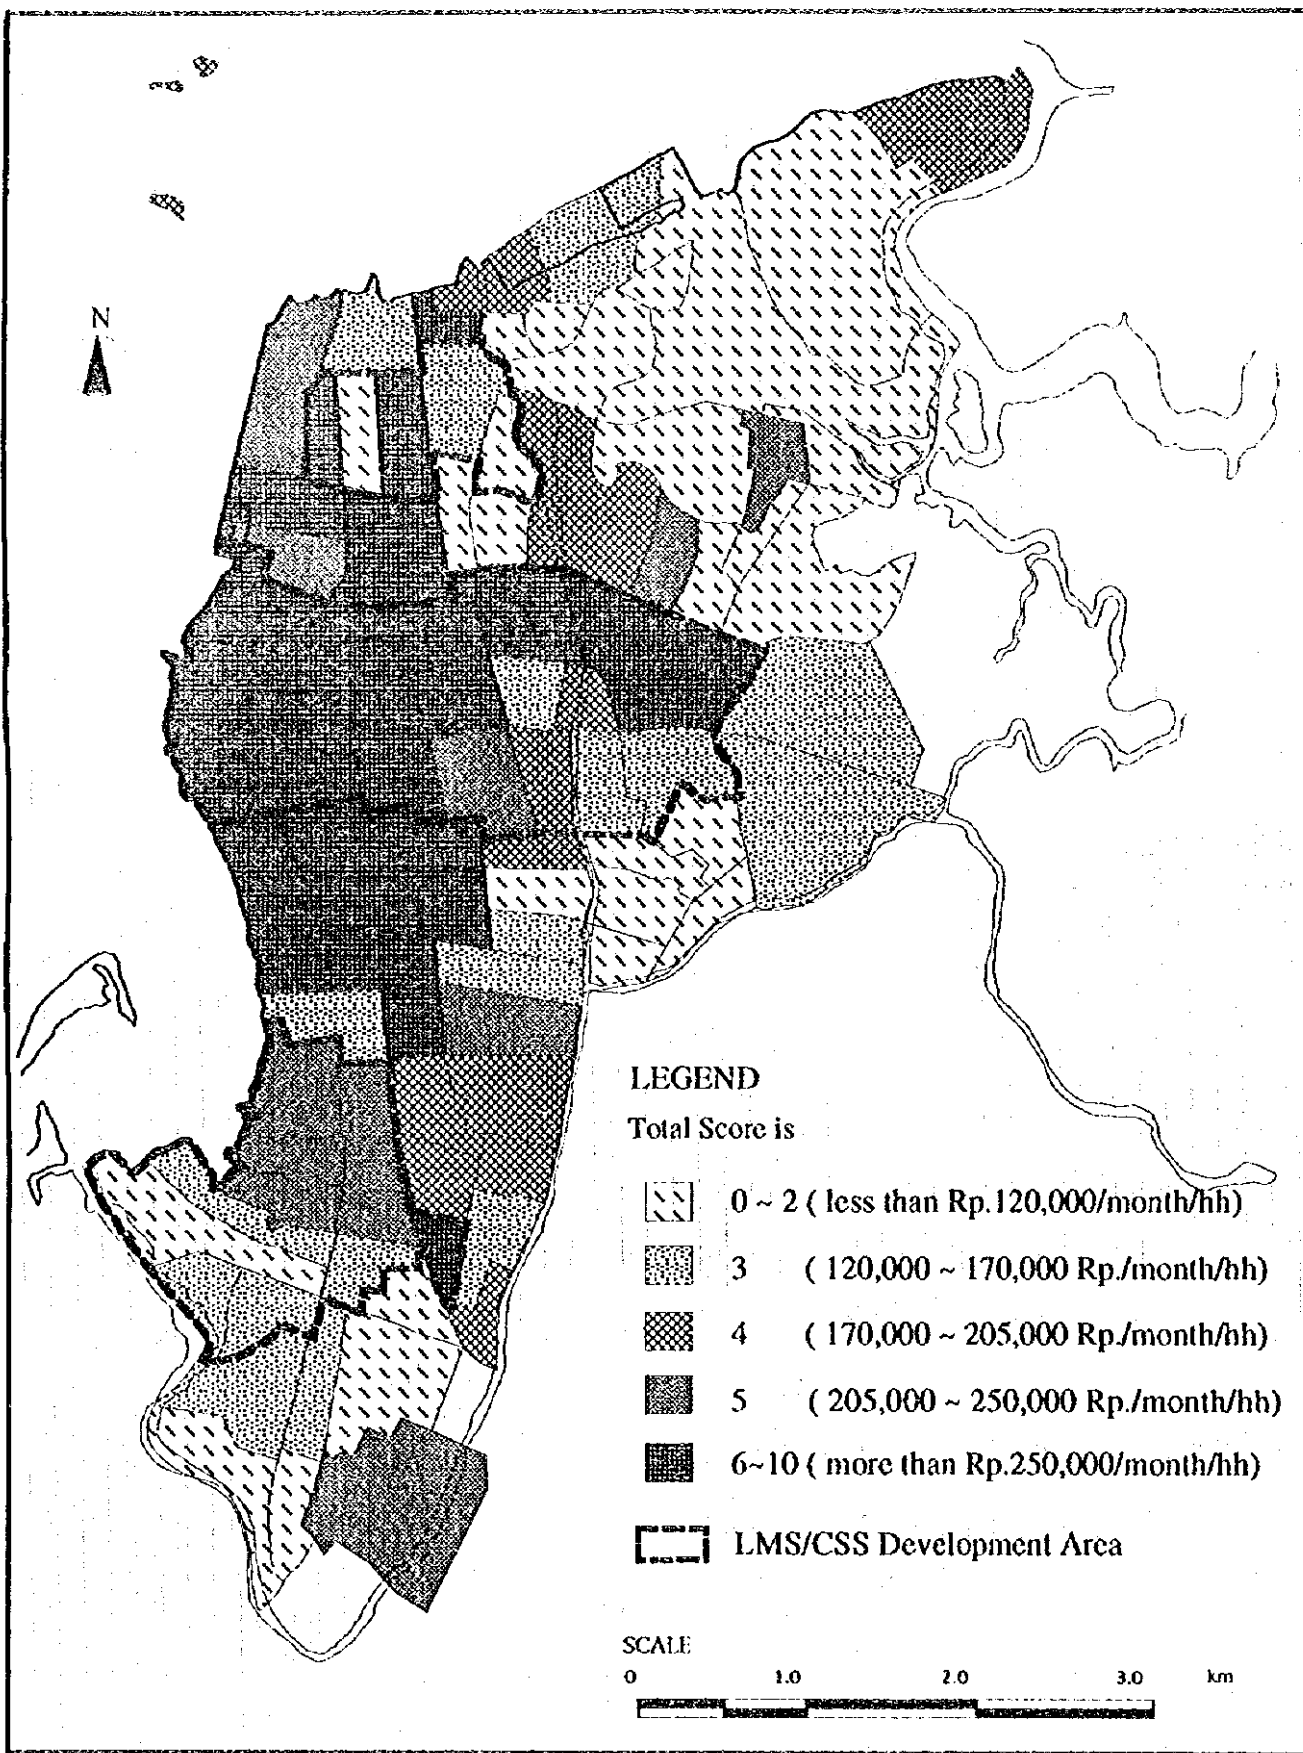 N
LEGEND
Total Score is
0 ~ 2 ( less than Rp.120,000/month/hh)
3 ( 120,000 ~ 170,000 Rp./month/hh)
4 ( 170,000 ~ 205,000 Rp./month/hh)
5 ( 205,000 ~ 250,000 Rp./month/hh)
6~10 ( more than Rp.250,000/month/hh)
LMS/CSS Development Area
SCALE
0 1.0 2.0 3.0 km